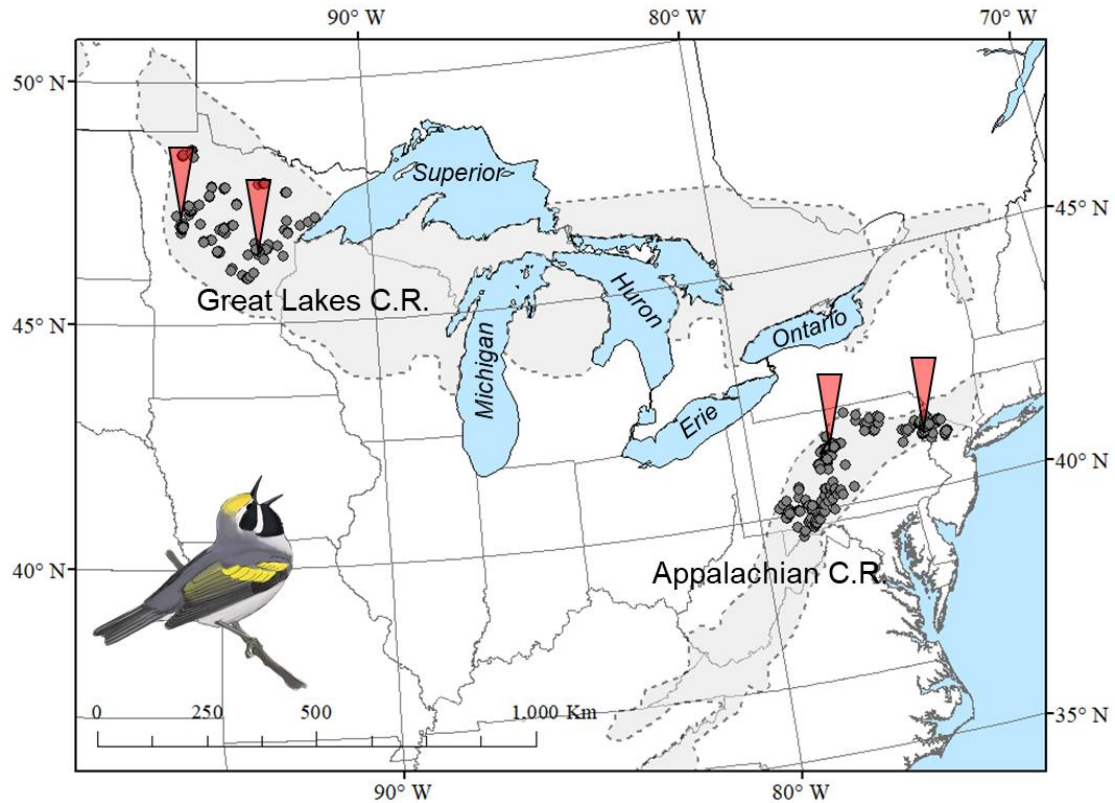 90° W
80° W
70° W
50° N
Superior
45° N
Great Lakes C.R.
Huron
45° N
Michigan
Ontario
Erie
40° N
40° N
Appalachian C.R.
0
250
500
1,000 Km
35° N
90° W
80° W